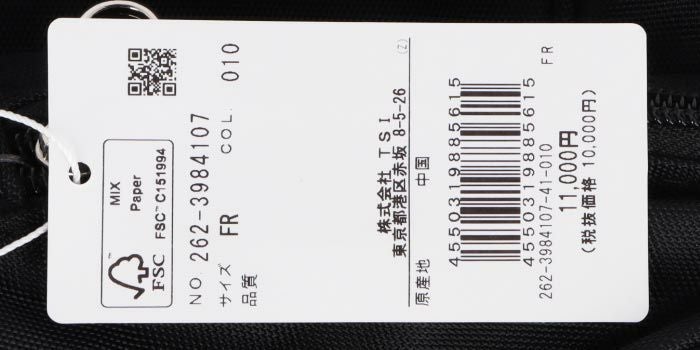 MIX
Paper
FSC™ C151994
FSC
NO. 262-3984107
サイズ COL. 010
FR
品質
株式会社 TSI
東京都港区赤坂 8-5-26
(Z)
原産地 中国
4550319885615
4550319885615
262-3984107-41-010
FR
11,000円
(税抜価格 10,000円)